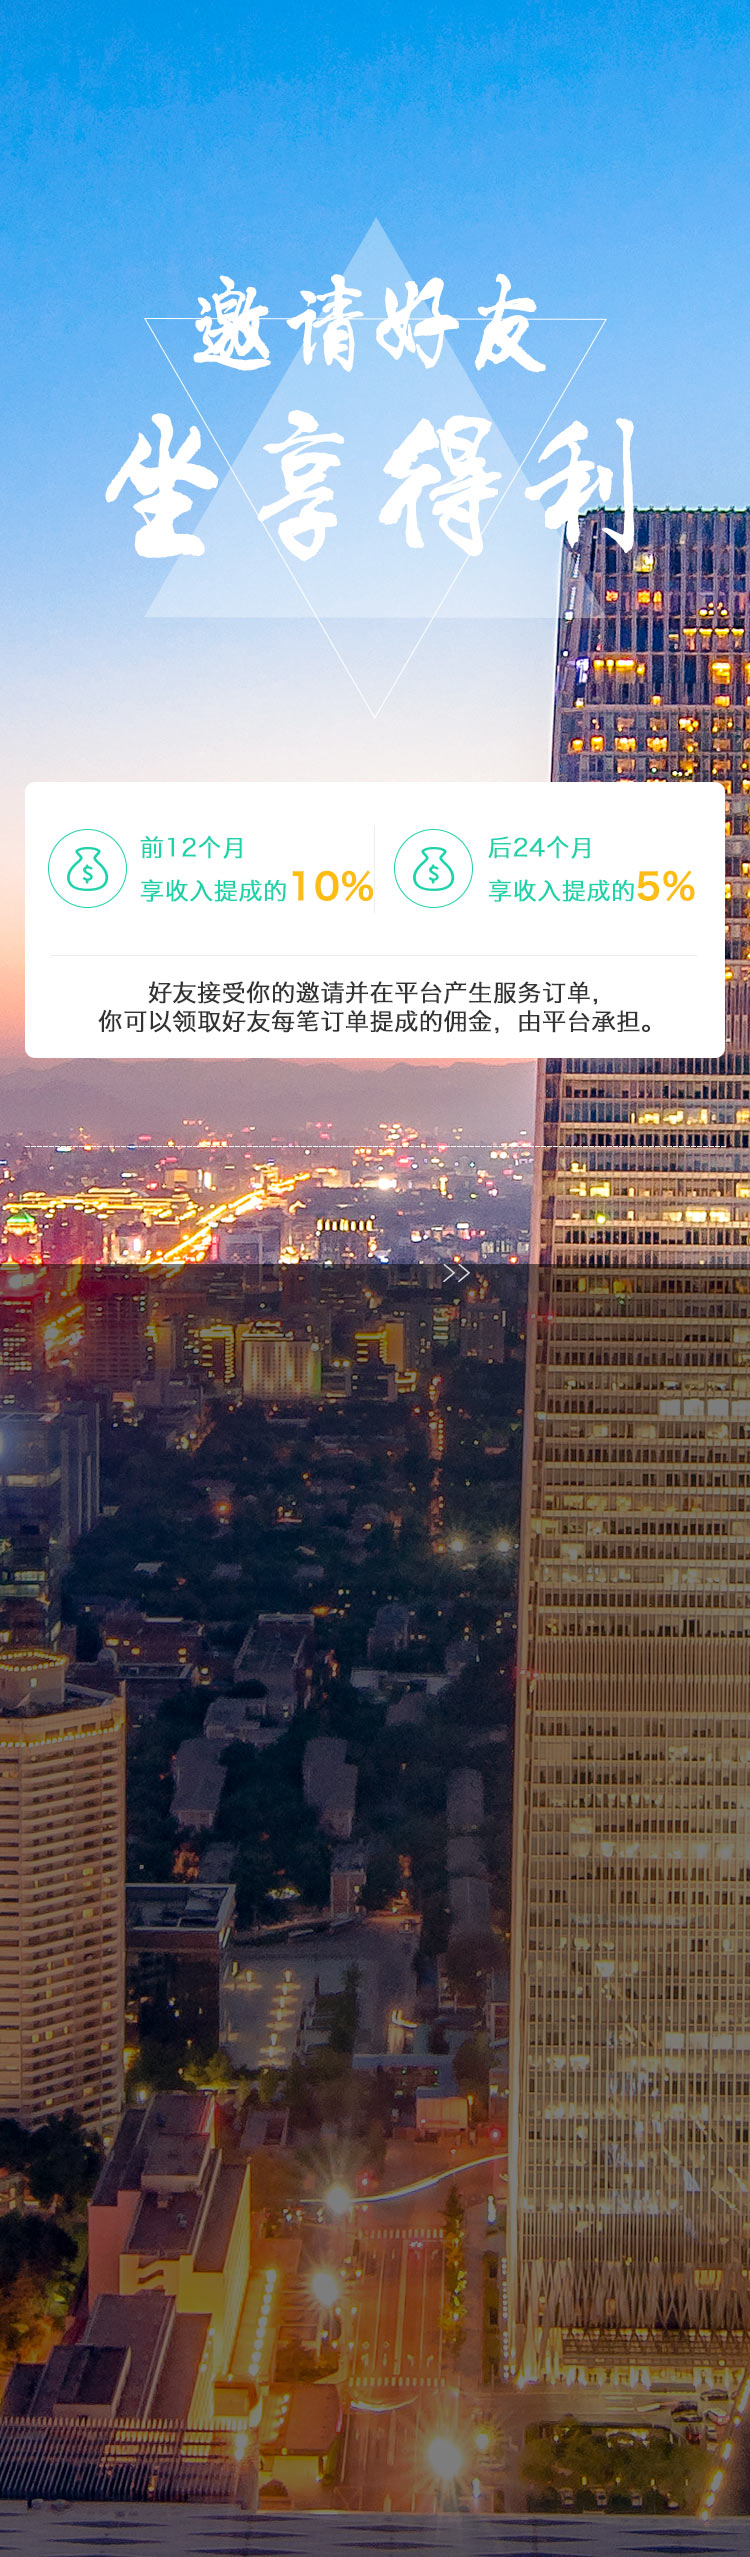 邀请好友
坐享得利
前12个月
享收入提成的10%
后24个月
享收入提成的5%
好友接受你的邀请并在平台产生服务订单，
你可以领取好友每笔订单提成的佣金，由平台承担。